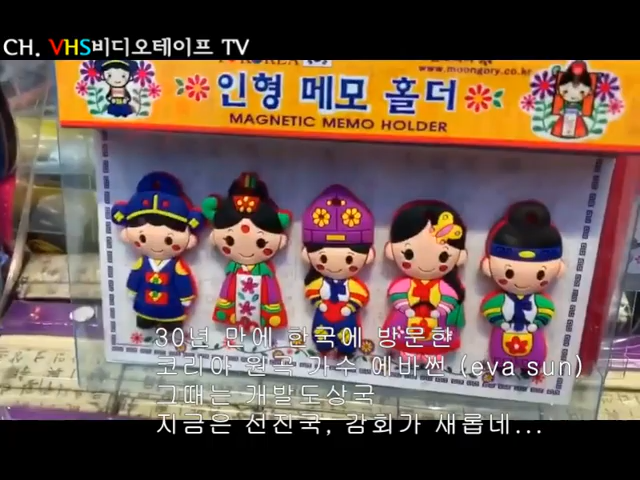 CH. VHS비디오테이프 TV
www.moongory.co.kr
인형 메모 홀더
MAGNETIC MEMO HOLDER
30년 만에 한국에 방문한
코리아 원곡 가수 에바썬 (eva sun)
그때는 개발도상국
지금은 선진국, 감회가 새롭네...